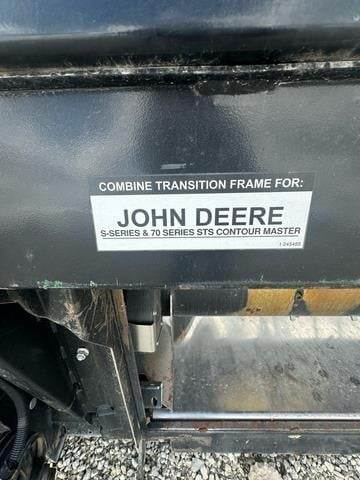 COMBINE TRANSITION FRAME FOR:
JOHN DEERE
S-SERIES & 70 SERIES STS CONTOUR MASTER